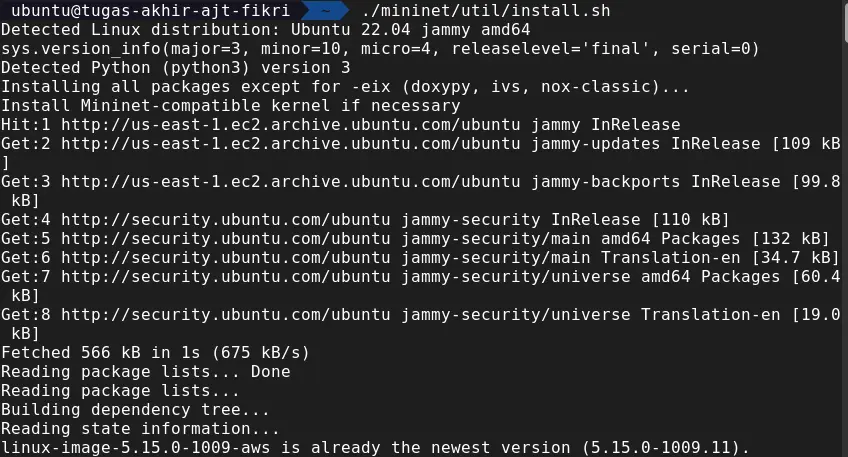 ubuntu@tugas-akhir-ajt-fikri ~ ./mininet/util/install.sh
Detected Linux distribution: Ubuntu 22.04 jammy amd64
sys.version_info(major=3, minor=10, micro=4, releaselevel='final', serial=0)
Detected Python (python3) version 3
Installing all packages except for -eix (doxypy, ivs, nox-classic)...
Install Mininet-compatible kernel if necessary
Hit:1 http://us-east-1.ec2.archive.ubuntu.com/ubuntu jammy InRelease
Get:2 http://us-east-1.ec2.archive.ubuntu.com/ubuntu jammy-updates InRelease [109 kB
]
Get:3 http://us-east-1.ec2.archive.ubuntu.com/ubuntu jammy-backports InRelease [99.8
 kB]
Get:4 http://security.ubuntu.com/ubuntu jammy-security InRelease [110 kB]
Get:5 http://security.ubuntu.com/ubuntu jammy-security/main amd64 Packages [132 kB]
Get:6 http://security.ubuntu.com/ubuntu jammy-security/main Translation-en [34.7 kB]
Get:7 http://security.ubuntu.com/ubuntu jammy-security/universe amd64 Packages [60.4
 kB]
Get:8 http://security.ubuntu.com/ubuntu jammy-security/universe Translation-en [19.0
 kB]
Fetched 566 kB in 1s (675 kB/s)
Reading package lists... Done
Reading package lists...
Building dependency tree...
Reading state information...
linux-image-5.15.0-1009-aws is already the newest version (5.15.0-1009.11).